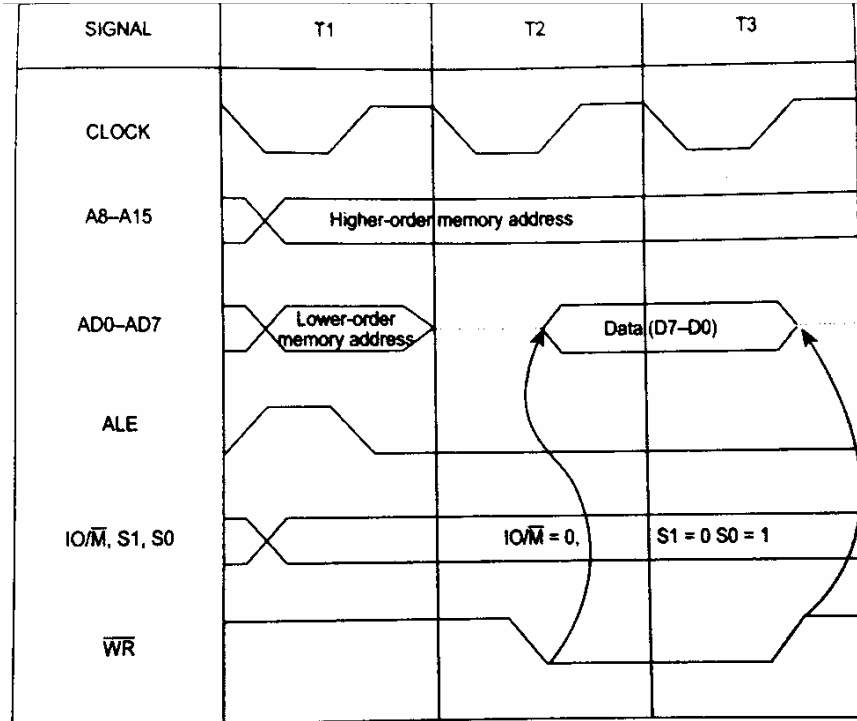 SIGNAL T1 T2 T3
CLOCK
A8–A15 Higher-order memory address
AD0–AD7 Lower-order memory address Data (D7–D0)
ALE
IO/M̅, S1, S0 IO/M̅ = 0, S1 = 0 S0 = 1
W̅R̅